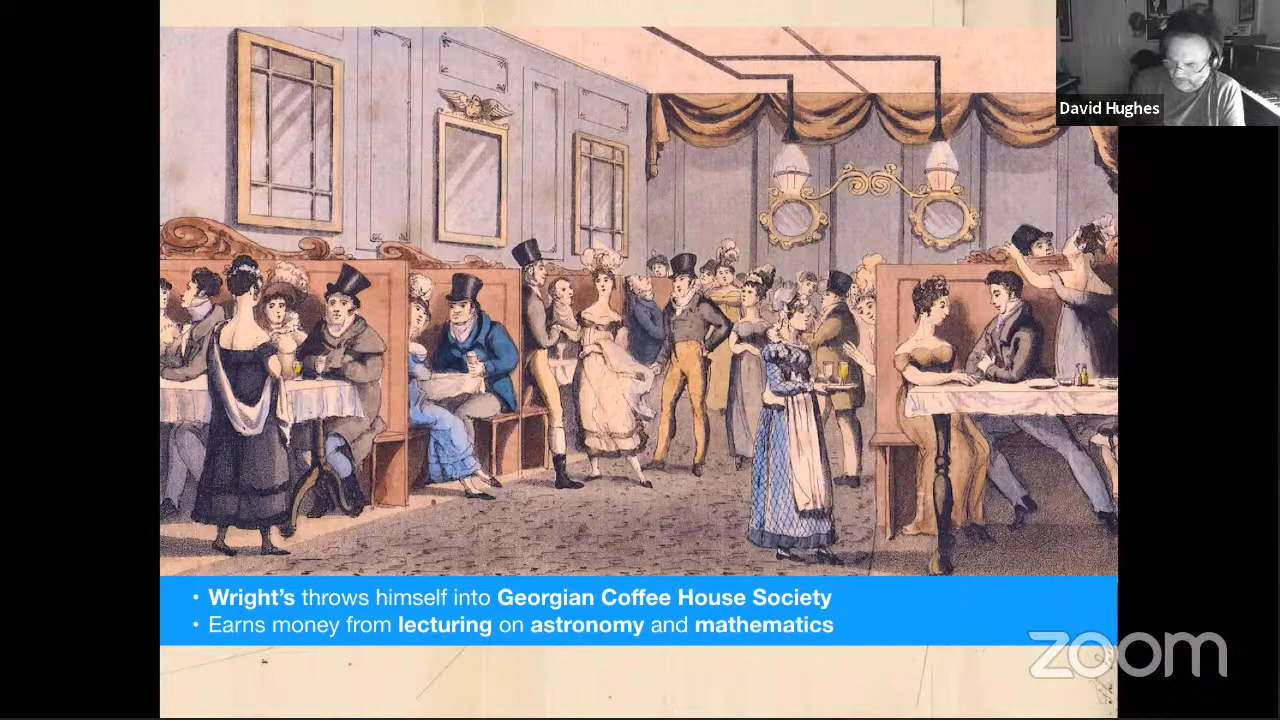 David Hughes
• Wright's throws himself into Georgian Coffee House Society
• Earns money from lecturing on astronomy and mathematics
zoom